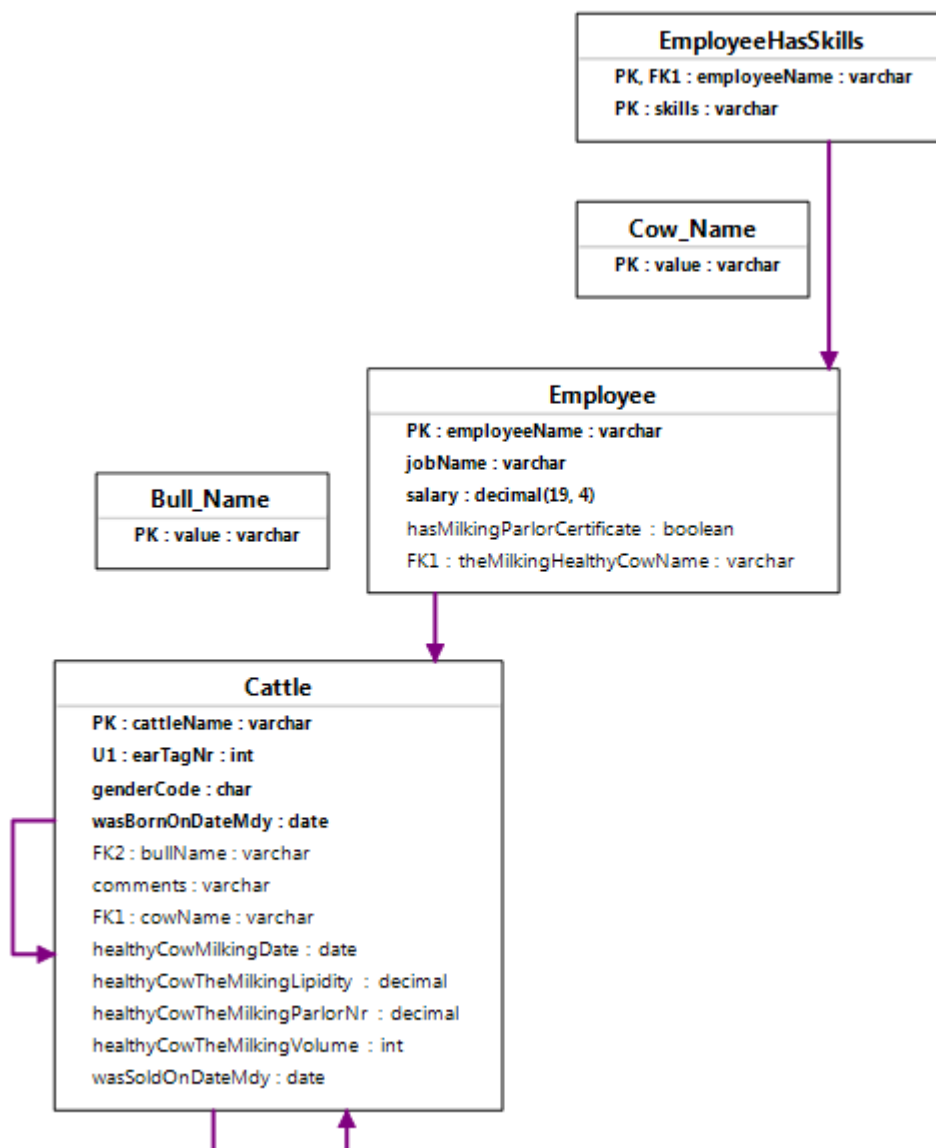 EmployeeHasSkills
PK, FK1 : employeeName : varchar
PK : skills : varchar
Cow_Name
PK : value : varchar
Employee
PK : employeeName : varchar
jobName : varchar
salary : decimal(19, 4)
hasMilkingParlorCertificate : boolean
FK1 : theMilkingHealthyCowName : varchar
Bull_Name
PK : value : varchar
Cattle
PK : cattleName : varchar
U1 : earTagNr : int
genderCode : char
wasBornOnDateMdy : date
FK2 : bullName : varchar
comments : varchar
FK1 : cowName : varchar
healthyCowMilkingDate : date
healthyCowTheMilkingLipidity : decimal
healthyCowTheMilkingParlorNr : decimal
healthyCowTheMilkingVolume : int
wasSoldOnDateMdy : date